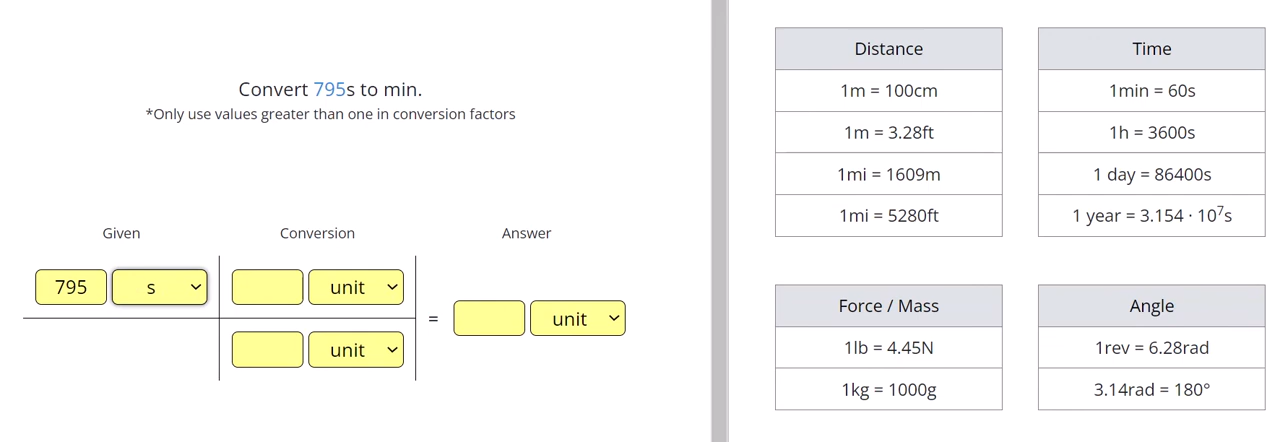 Convert 795s to min.
*Only use values greater than one in conversion factors
Given
Conversion
Answer
795 s
unit
= unit
unit
Distance
1m = 100cm
1m = 3.28ft
1mi = 1609m
1mi = 5280ft
Time
1min = 60s
1h = 3600s
1 day = 86400s
1 year = 3.154 · 10⁷s
Force / Mass
1lb = 4.45N
1kg = 1000g
Angle
1rev = 6.28rad
3.14rad = 180°